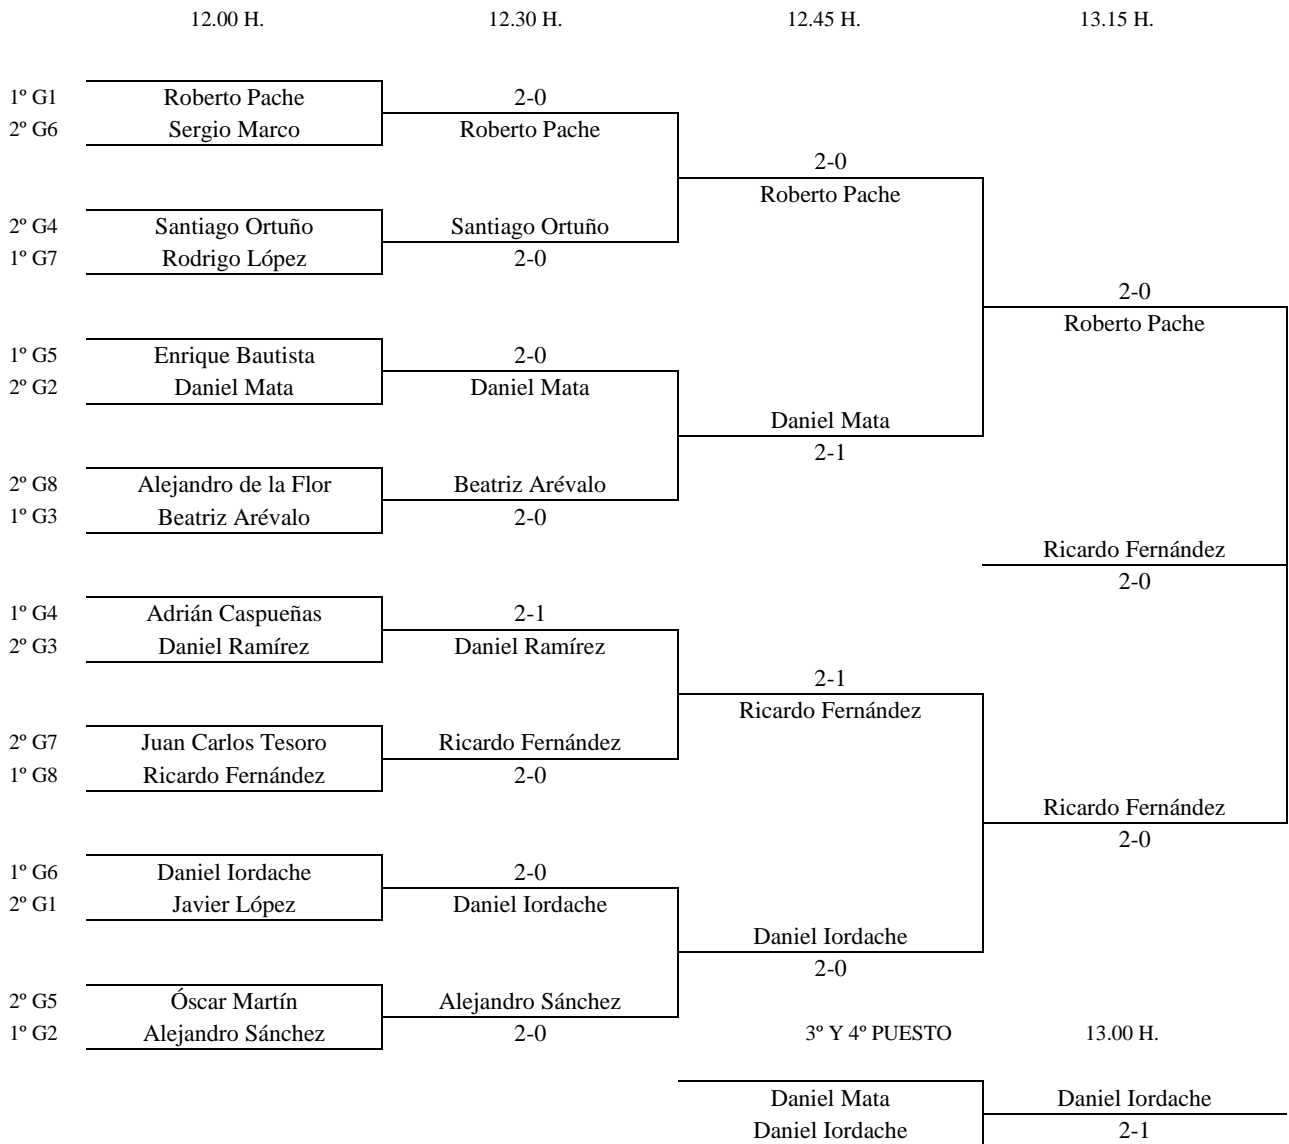 12.00 H. 12.30 H. 12.45 H. 13.15 H.
1º G1 Roberto Pache 2-0
2º G6 Sergio Marco Roberto Pache
2-0
Roberto Pache
2º G4 Santiago Ortuño Santiago Ortuño
1º G7 Rodrigo López 2-0
2-0
Roberto Pache
1º G5 Enrique Bautista 2-0
2º G2 Daniel Mata Daniel Mata
Daniel Mata
2-1
2º G8 Alejandro de la Flor Beatriz Arévalo
1º G3 Beatriz Arévalo 2-0
Ricardo Fernández
2-0
1º G4 Adrián Caspueñas 2-1
2º G3 Daniel Ramírez Daniel Ramírez
2-1
Ricardo Fernández
2º G7 Juan Carlos Tesoro Ricardo Fernández
1º G8 Ricardo Fernández 2-0
Ricardo Fernández
2-0
1º G6 Daniel Iordache 2-0
2º G1 Javier López Daniel Iordache
Daniel Iordache
2-0
2º G5 Óscar Martín Alejandro Sánchez
1º G2 Alejandro Sánchez 2-0 3º Y 4º PUESTO 13.00 H.
Daniel Mata Daniel Iordache
Daniel Iordache 2-1